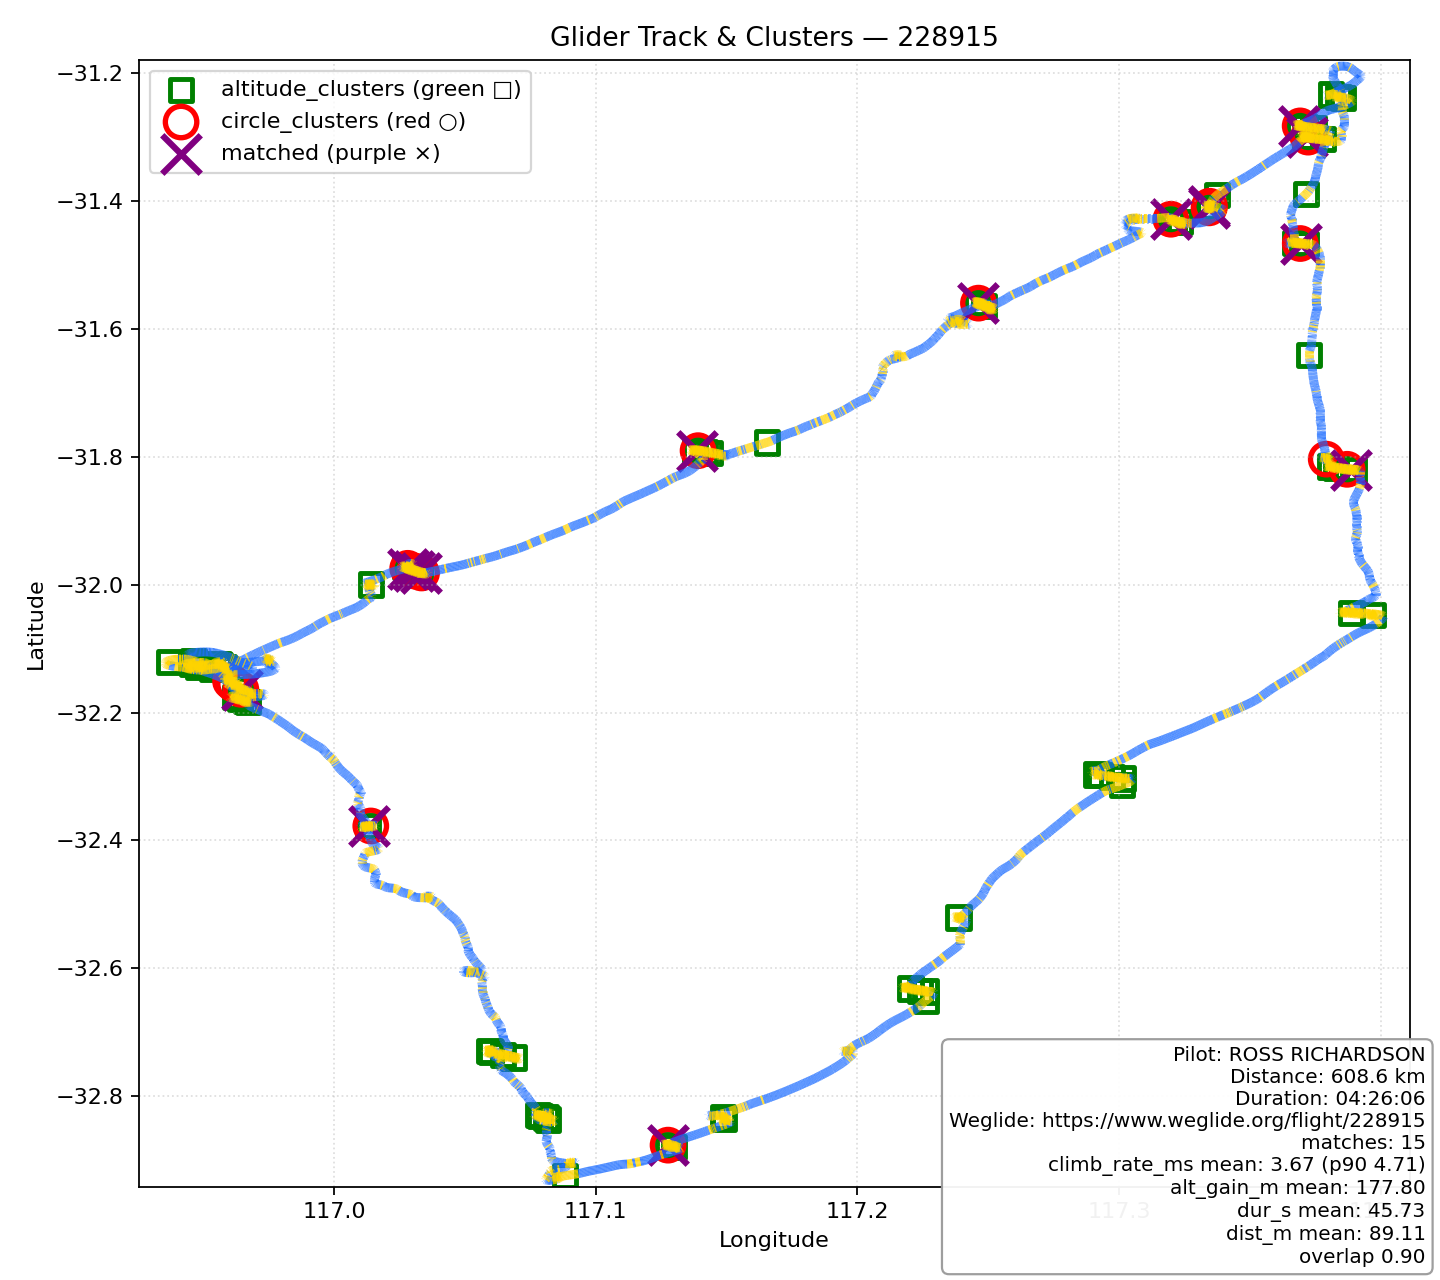 Glider Track & Clusters — 228915
altitude_clusters (green □)
circle_clusters (red ○)
matched (purple ×)
−31.2
−31.4
−31.6
−31.8
−32.0
−32.2
−32.4
−32.6
−32.8
Latitude
117.0
117.1
117.2
117.3
Longitude
Pilot: ROSS RICHARDSON
Distance: 608.6 km
Duration: 04:26:06
Weglide: https://www.weglide.org/flight/228915
matches: 15
climb_rate_ms mean: 3.67 (p90 4.71)
alt_gain_m mean: 177.80
dur_s mean: 45.73
dist_m mean: 89.11
overlap 0.90